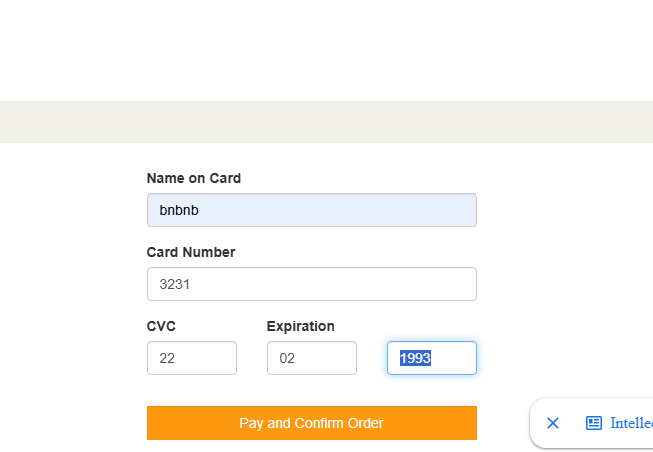 Name on Card
bnbnb
Card Number
3231
CVC Expiration
22 02 1993
Pay and Confirm Order